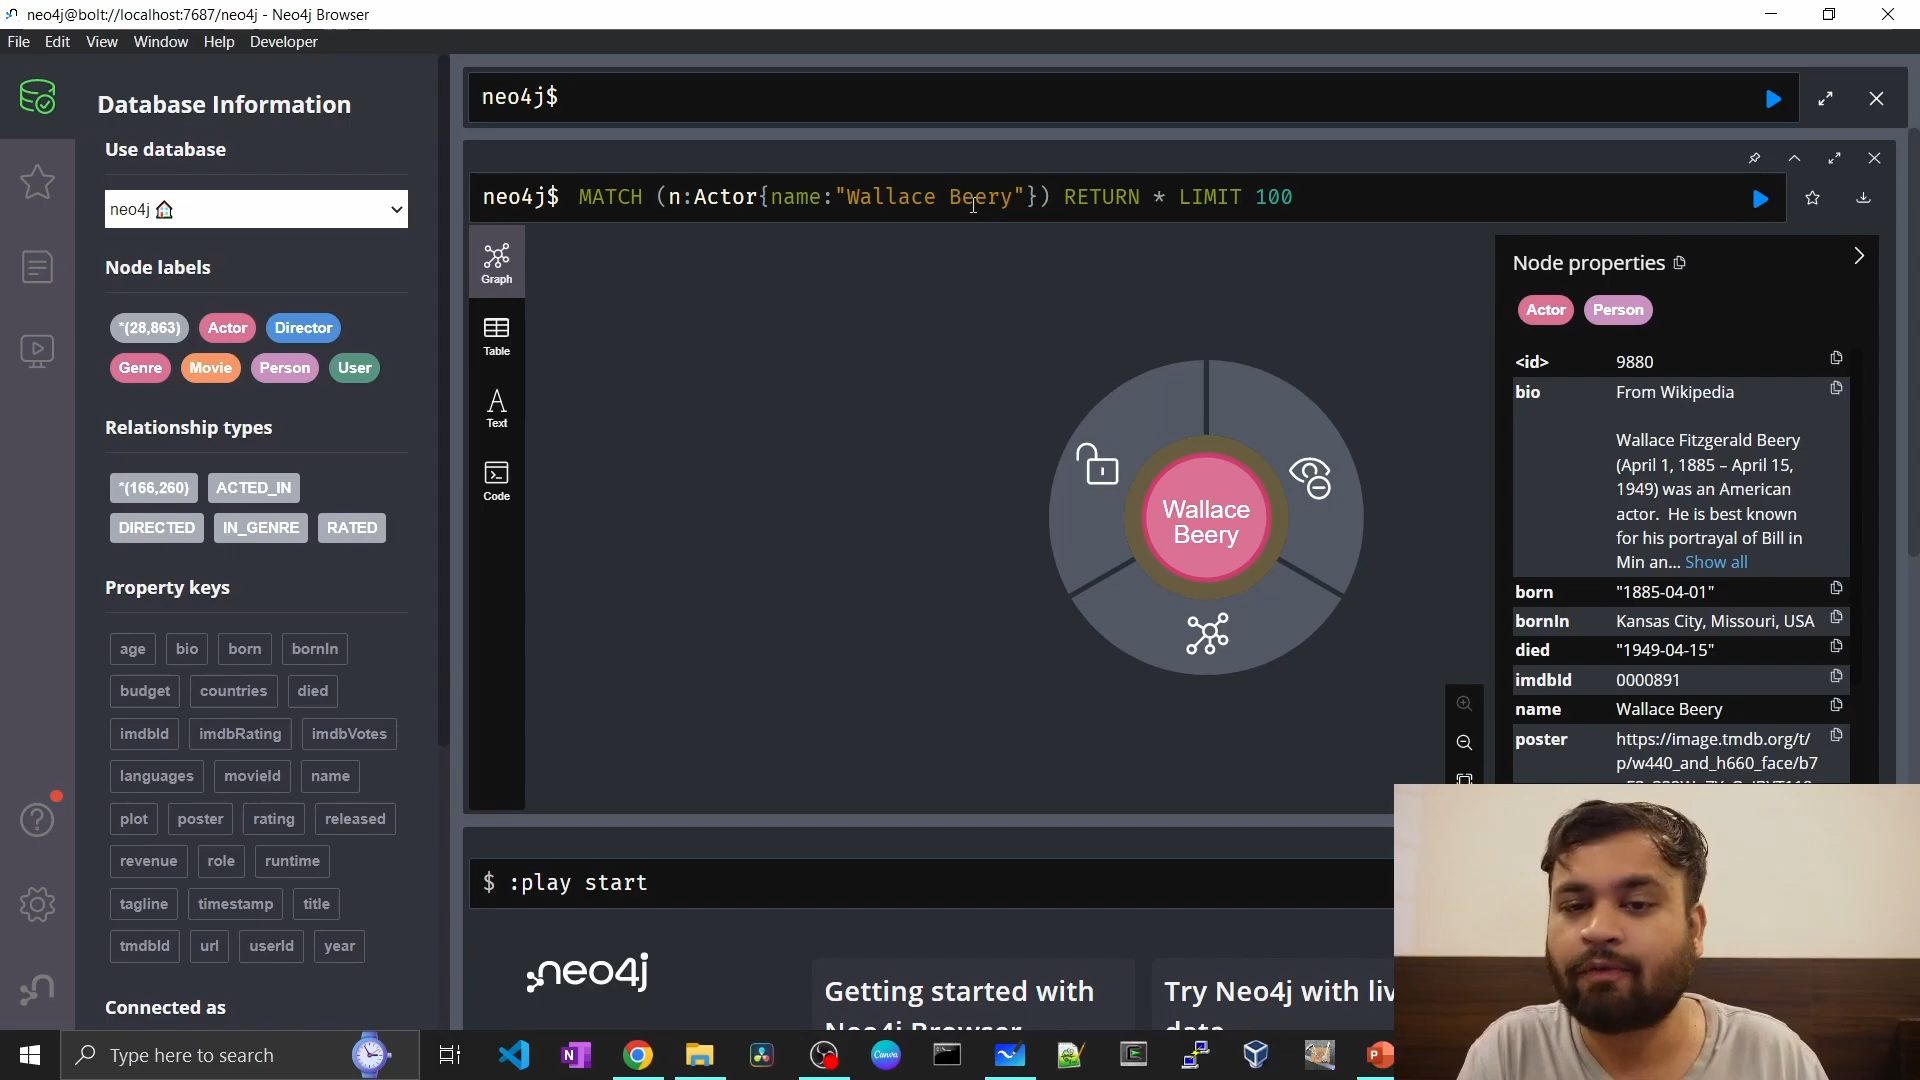 neo4j@bolt://localhost:7687/neo4j - Neo4j Browser
File Edit View Window Help Developer
Database Information
Use database
neo4j
Node labels
*(28,863) Actor Director
Genre Movie Person User
Relationship types
*(166,260) ACTED_IN
DIRECTED IN_GENRE RATED
Property keys
age bio born bornIn
budget countries died
imdbId imdbRating imdbVotes
languages movieId name
plot poster rating released
revenue role runtime
tagline timestamp title
tmdbId url userId year
Connected as
neo4j$
neo4j$ MATCH (n:Actor{name:"Wallace Beery"}) RETURN * LIMIT 100
Graph
Table
Text
Code
Wallace
Beery
Node properties
Actor Person
<id> 9880
bio From Wikipedia
Wallace Fitzgerald Beery
(April 1, 1885 – April 15,
1949) was an American
actor. He is best known
for his portrayal of Bill in
Min an... Show all
born "1885-04-01"
bornIn Kansas City, Missouri, USA
died "1949-04-15"
imdbId 0000891
name Wallace Beery
poster https://image.tmdb.org/t/
p/w440_and_h660_face/b7
$ :play start
neo4j
Getting started with
Neo4j Browser
Try Neo4j with liv
data
Type here to search
Canva